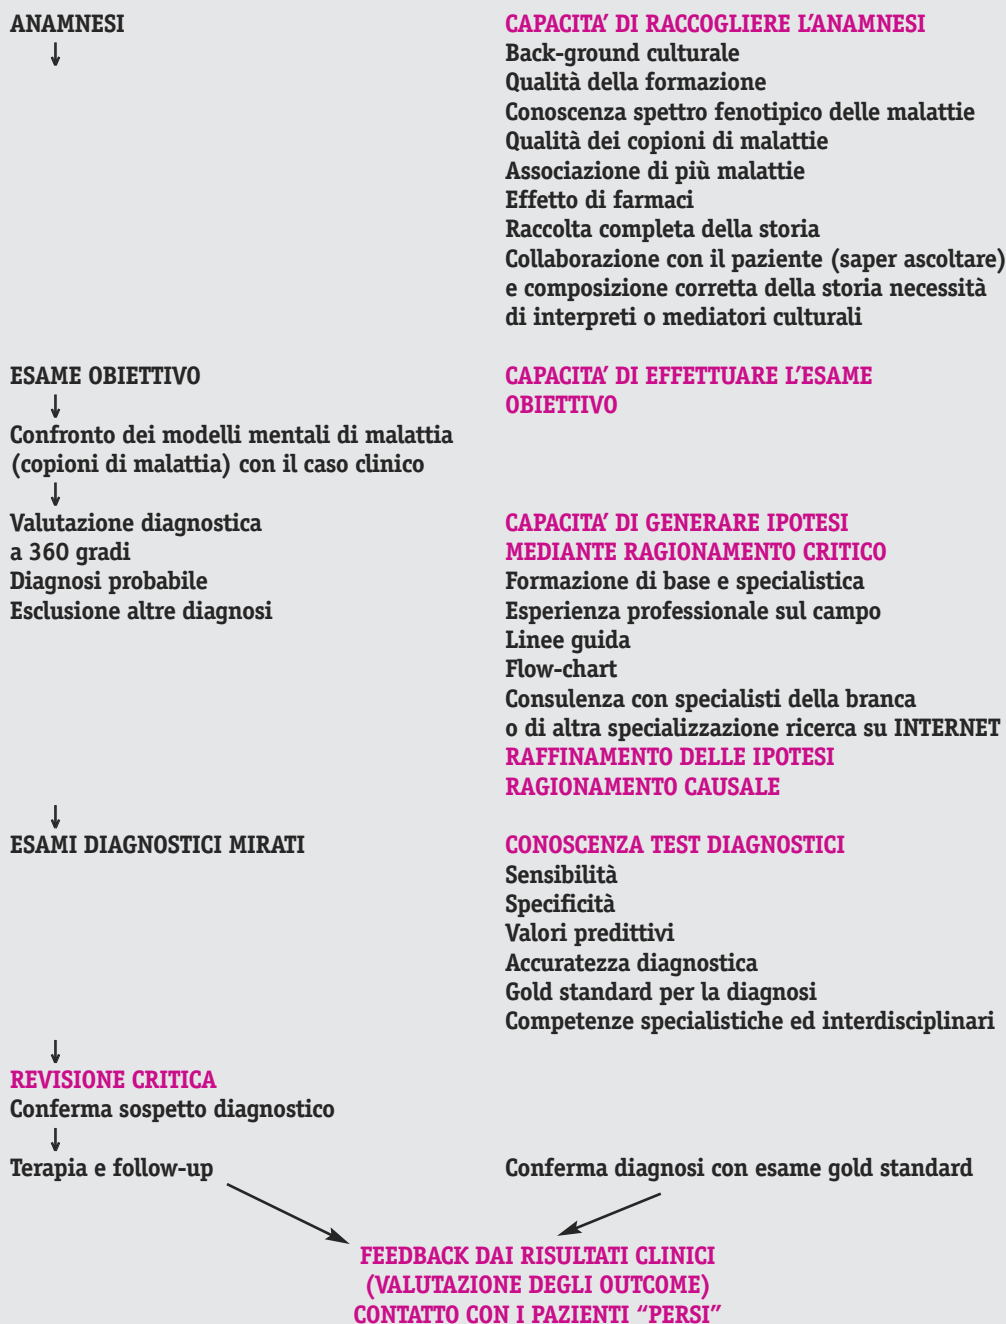 ANAMNESI
CAPACITA’ DI RACCOGLIERE L’ANAMNESI
Back-ground culturale
Qualità della formazione
Conoscenza spettro fenotipico delle malattie
Qualità dei copioni di malattie
Associazione di più malattie
Effetto di farmaci
Raccolta completa della storia
Collaborazione con il paziente (saper ascoltare)
e composizione corretta della storia necessità
di interpreti o mediatori culturali
ESAME OBIETTIVO
CAPACITA’ DI EFFETTUARE L’ESAME
OBIETTIVO
Confronto dei modelli mentali di malattia
(copioni di malattia) con il caso clinico
Valutazione diagnostica
a 360 gradi
Diagnosi probabile
Esclusione altre diagnosi
CAPACITA’ DI GENERARE IPOTESI
MEDIANTE RAGIONAMENTO CRITICO
Formazione di base e specialistica
Esperienza professionale sul campo
Linee guida
Flow-chart
Consulenza con specialisti della branca
o di altra specializzazione ricerca su INTERNET
RAFFINAMENTO DELLE IPOTESI
RAGIONAMENTO CAUSALE
ESAMI DIAGNOSTICI MIRATI
CONOSCENZA TEST DIAGNOSTICI
Sensibilità
Specificità
Valori predittivi
Accuratezza diagnostica
Gold standard per la diagnosi
Competenze specialistiche ed interdisciplinari
REVISIONE CRITICA
Conferma sospetto diagnostico
Terapia e follow-up
Conferma diagnosi con esame gold standard
FEEDBACK DAI RISULTATI CLINICI
(VALUTAZIONE DEGLI OUTCOME)
CONTATTO CON I PAZIENTI “PERSI”